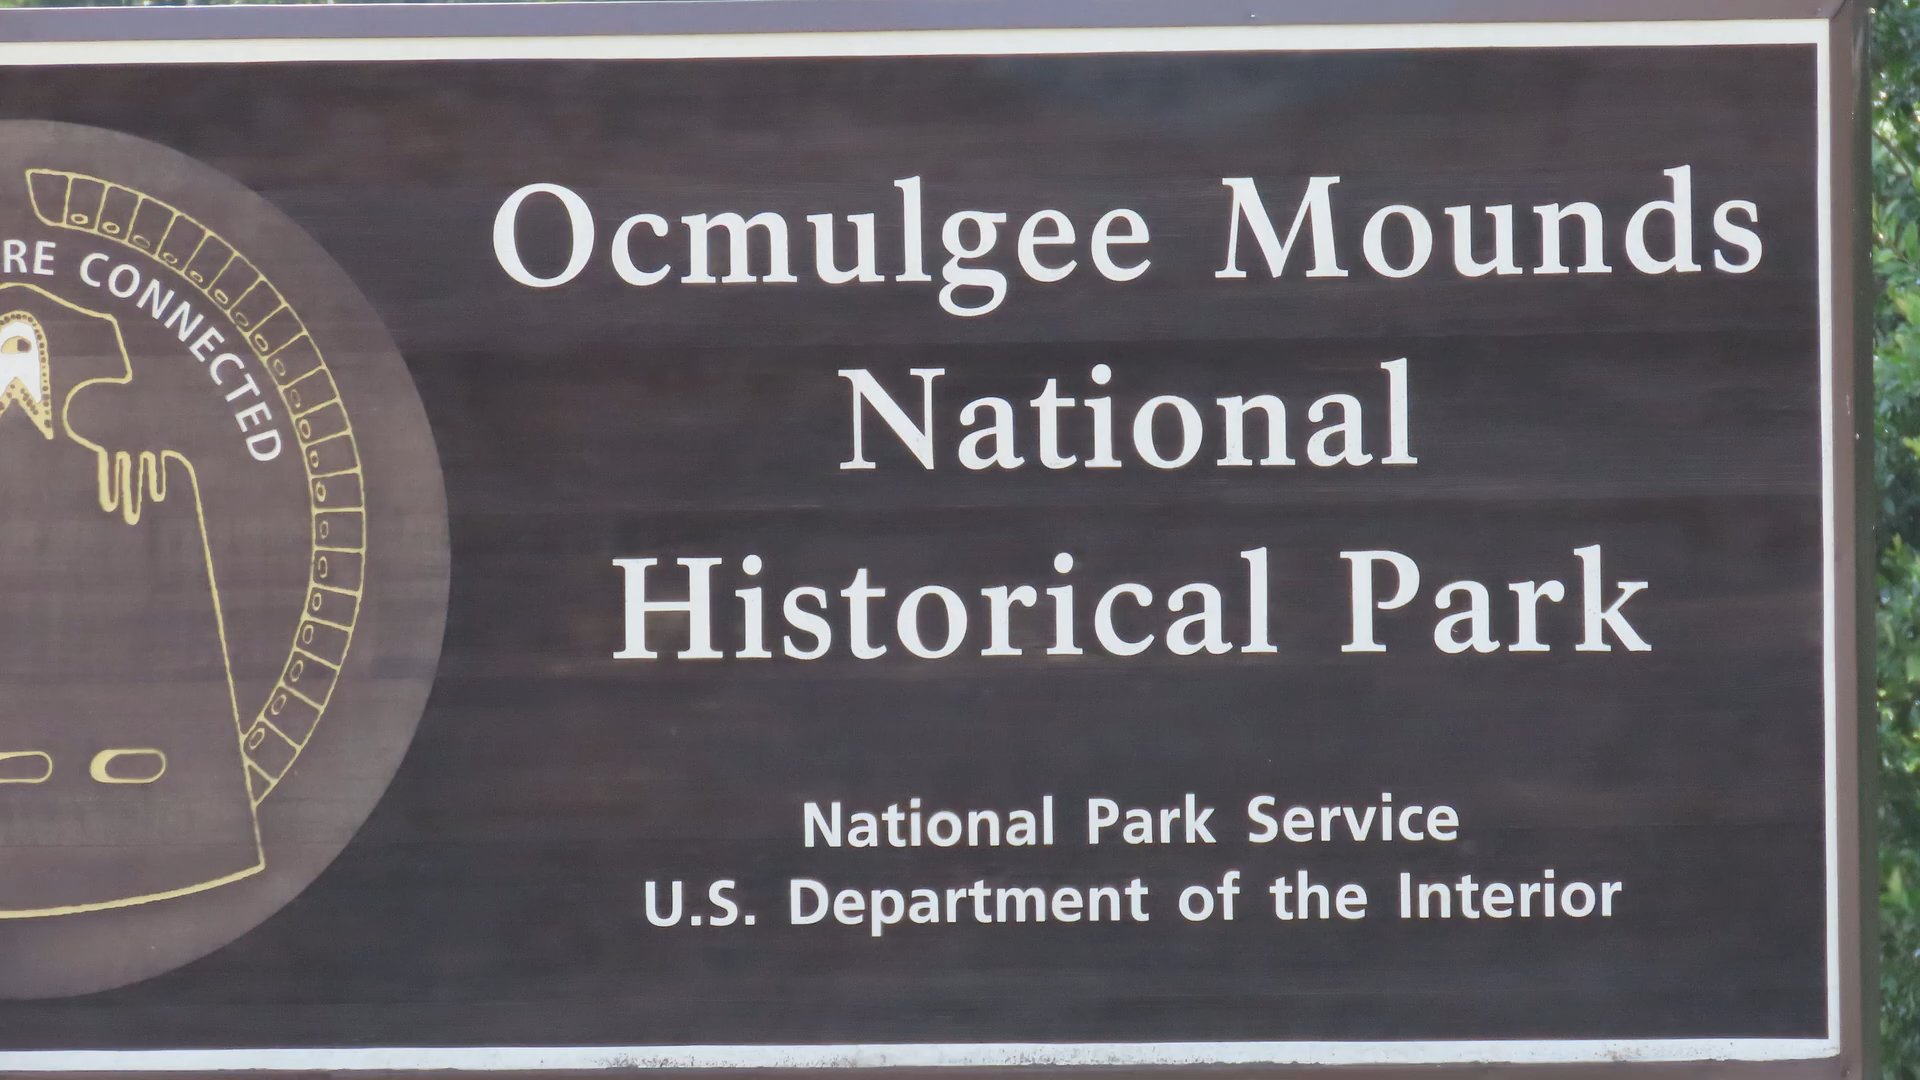 RE CONNECTED
Ocmulgee Mounds
National
Historical Park
National Park Service
U.S. Department of the Interior